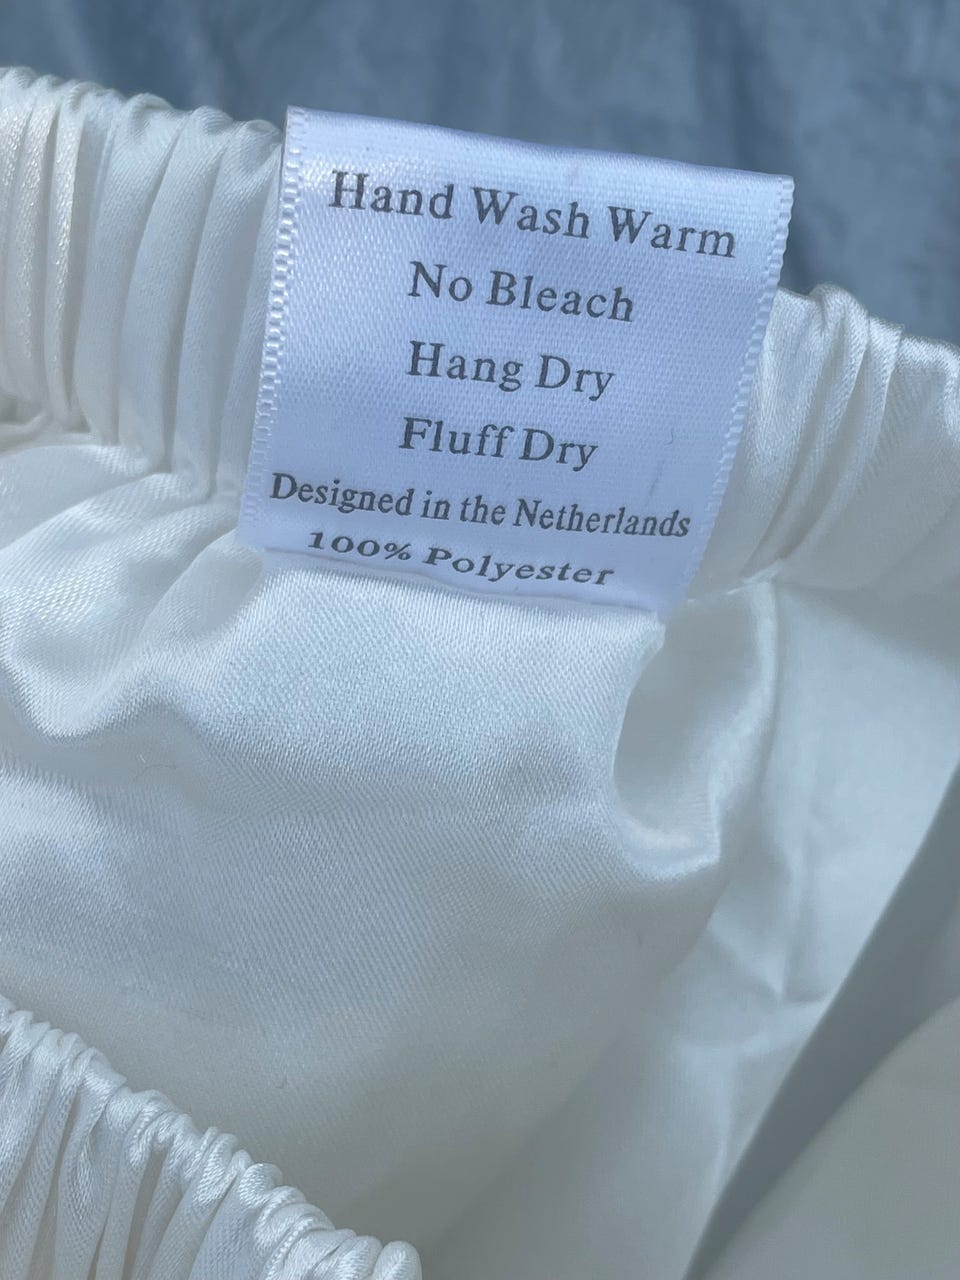 Hand Wash Warm
No Bleach
Hang Dry
Fluff Dry
Designed in the Netherlands
100% Polyester